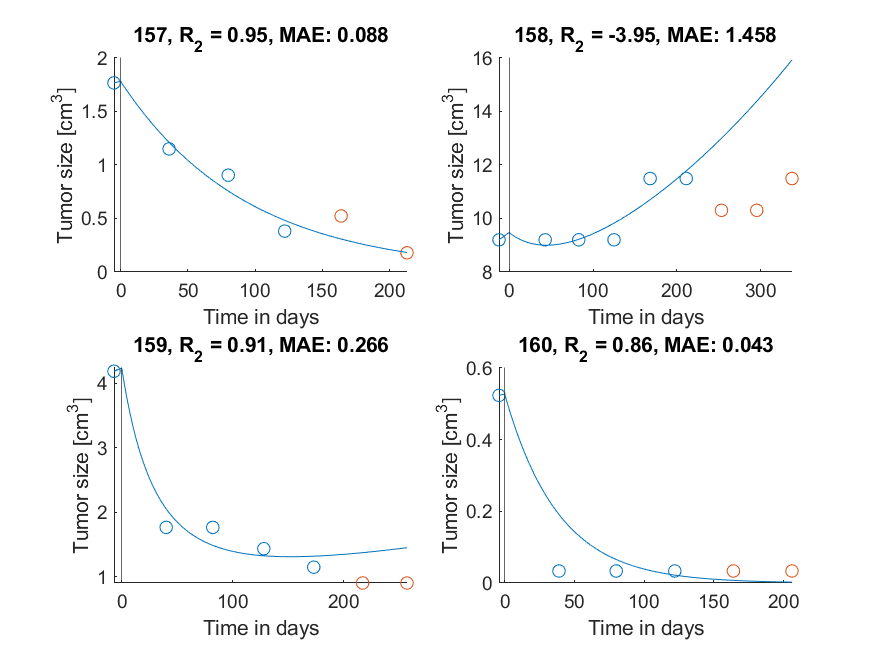 157, R2 = 0.95, MAE: 0.088
Tumor size [cm3]
2
1.5
1
0.5
0
0 50 100 150 200
Time in days
158, R2 = -3.95, MAE: 1.458
Tumor size [cm3]
16
14
12
10
8
0 100 200 300
Time in days
159, R2 = 0.91, MAE: 0.266
Tumor size [cm3]
4
3
2
1
0 100 200
Time in days
160, R2 = 0.86, MAE: 0.043
Tumor size [cm3]
0.6
0.4
0.2
0
0 50 100 150 200
Time in days